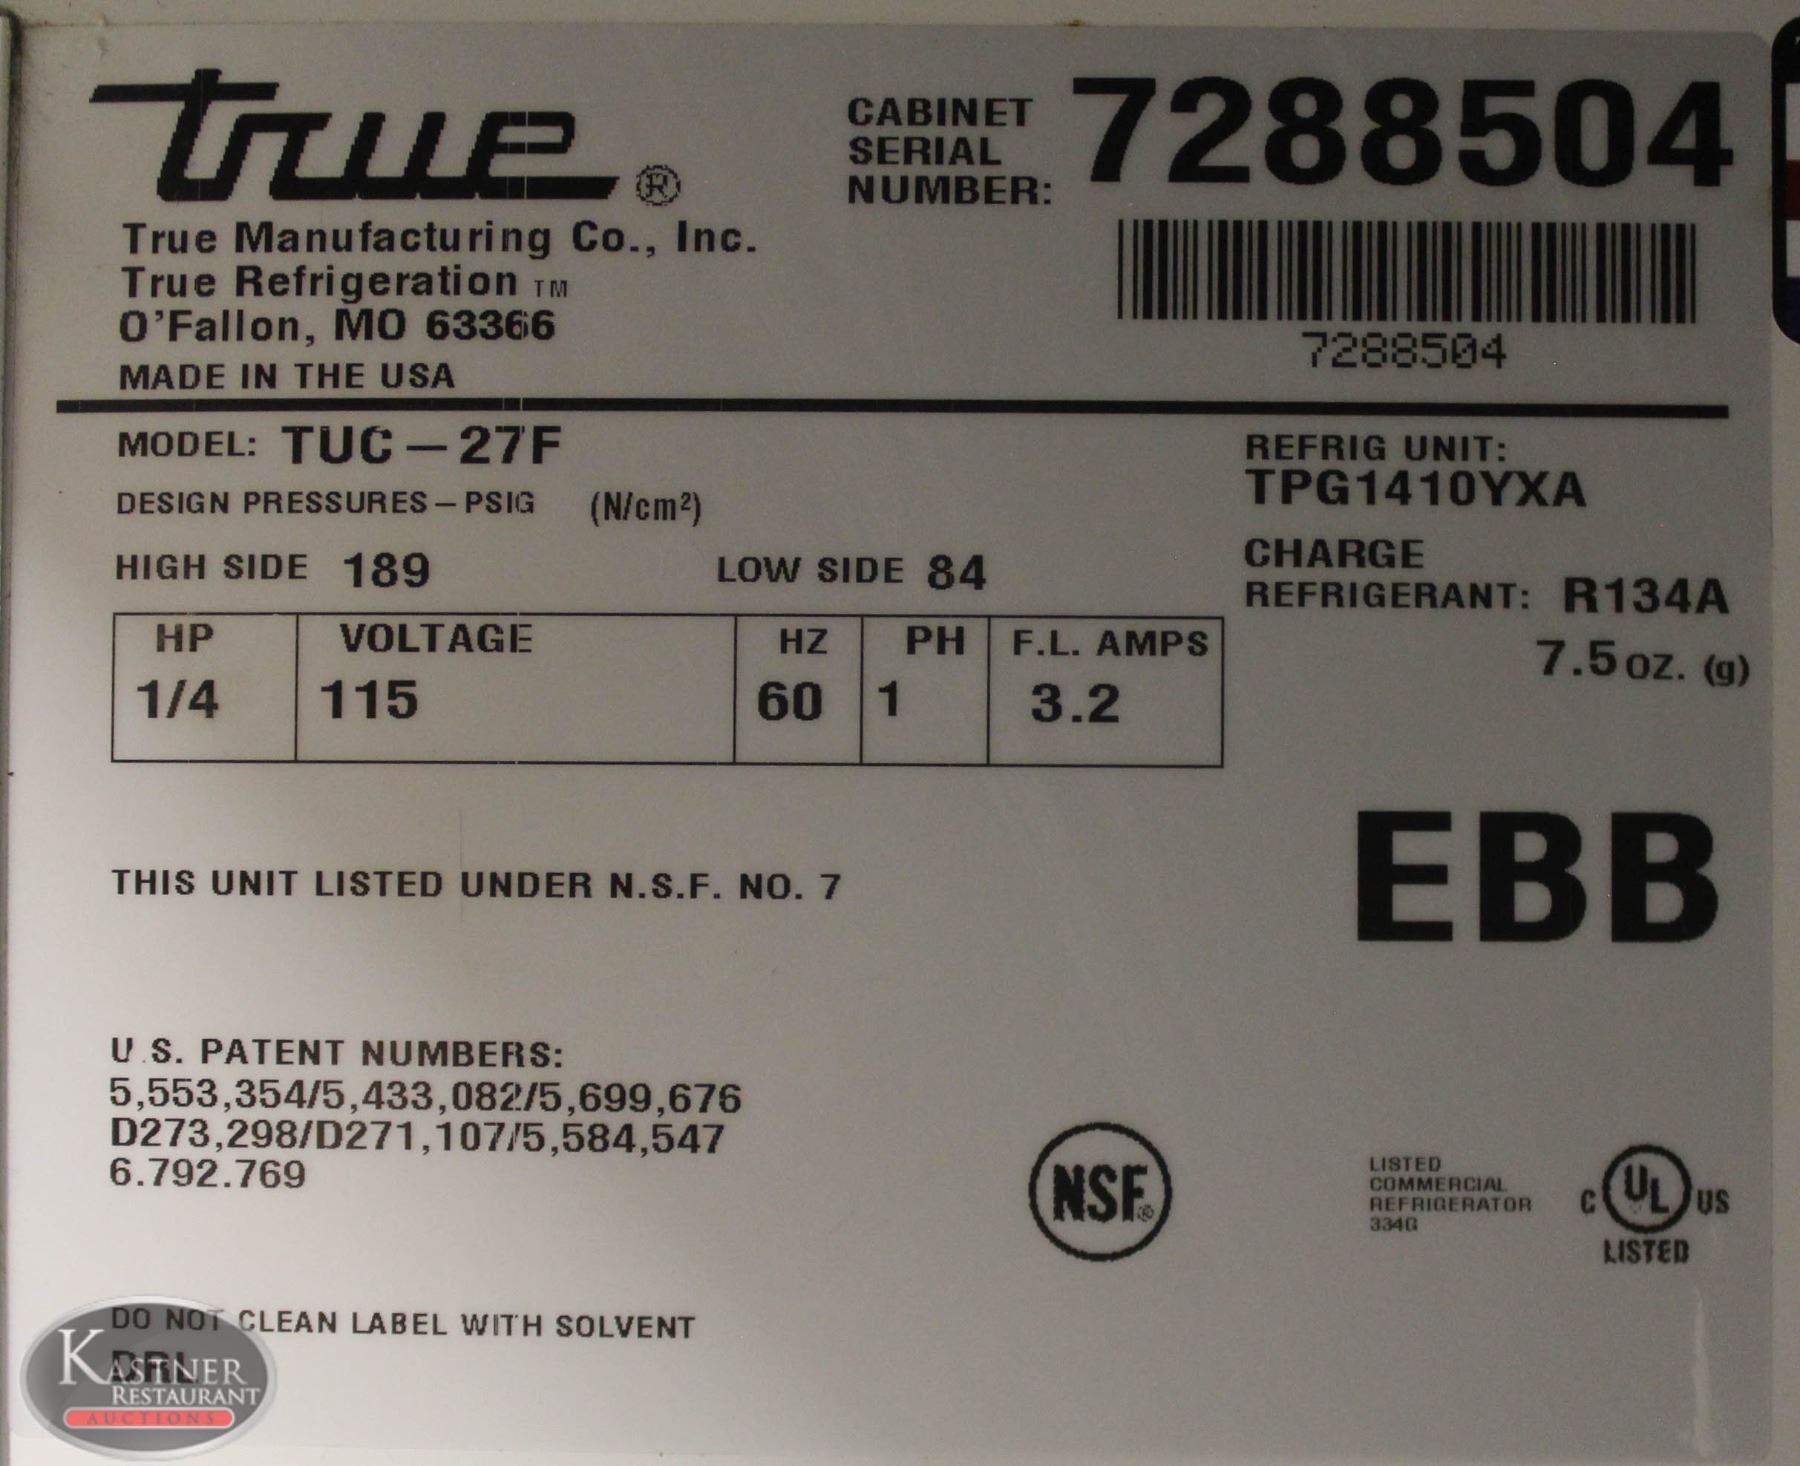 true®
True Manufacturing Co., Inc.
True Refrigeration TM
O'Fallon, MO 63366
MADE IN THE USA
CABINET
SERIAL
NUMBER: 7288504
7288504
MODEL: TUC-27F
DESIGN PRESSURES-PSIG (N/cm²)
HIGH SIDE 189 LOW SIDE 84
REFRIG UNIT:
TPG1410YXA
CHARGE
REFRIGERANT: R134A
7.5 oz. (g)
HP VOLTAGE HZ PH F.L. AMPS
1/4 115 60 1 3.2
EBB
THIS UNIT LISTED UNDER N.S.F. NO. 7
U.S. PATENT NUMBERS:
5,553,354/5,433,082/5,699,676
D273,298/D271,107/5,584,547
6.792.769
NSF®
LISTED
COMMERCIAL
REFRIGERATOR
334G
C UL US
LISTED
DO NOT CLEAN LABEL WITH SOLVENT
KASTNER
RESTAURANT
AUCTIONS